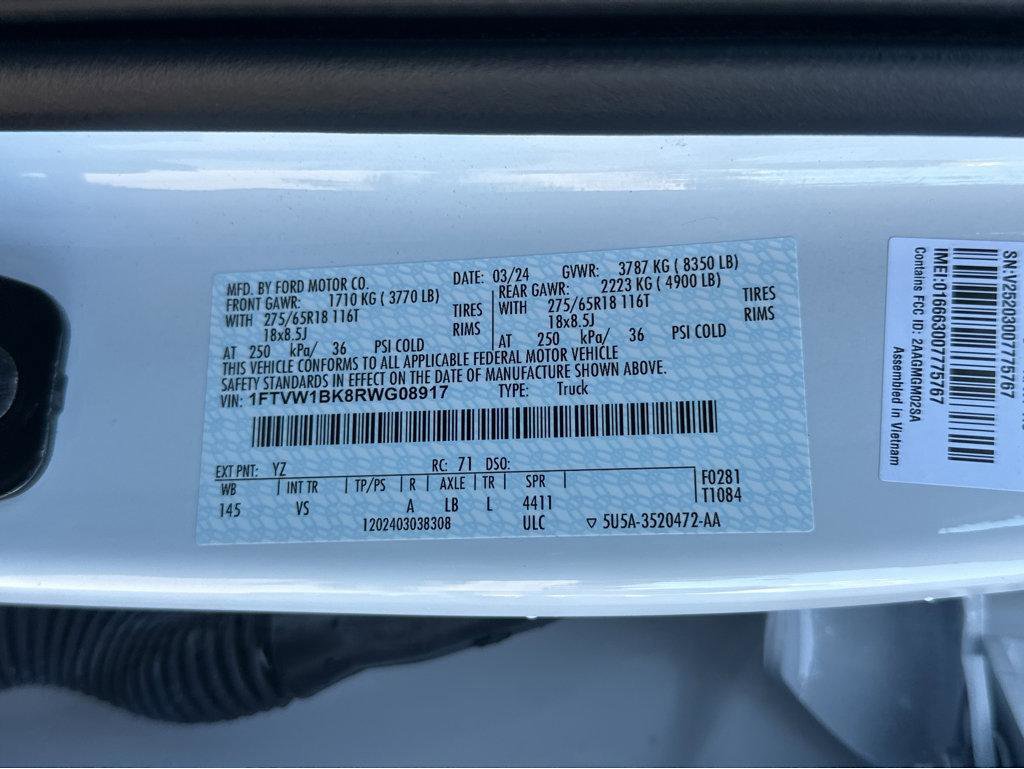 MFD. BY FORD MOTOR CO. DATE: 03/24 GVWR: 3787 KG ( 8350 LB)
FRONT GAWR: 1710 KG ( 3770 LB) REAR GAWR: 2223 KG ( 4900 LB)
WITH 275/65R18 116T TIRES WITH 275/65R18 116T TIRES
18x8.5J RIMS 18x8.5J RIMS
AT 250 kPa/ 36 PSI COLD AT 250 kPa/ 36 PSI COLD
THIS VEHICLE CONFORMS TO ALL APPLICABLE FEDERAL MOTOR VEHICLE
SAFETY STANDARDS IN EFFECT ON THE DATE OF MANUFACTURE SHOWN ABOVE.
VIN: 1FTVW1BK8RWG08917 TYPE: Truck
EXT PNT: YZ RC: 71 DSO:
WB INT TR TP/PS R AXLE TR SPR F0281
145 VS A LB L 4411 T1084
1202403038308 ULC 5U5A-3520472-AA
SN:V25203007775767
IMEI:016663007775767
Contains FCC ID: 2AAGMGM02SA
Assembled in Vietnam